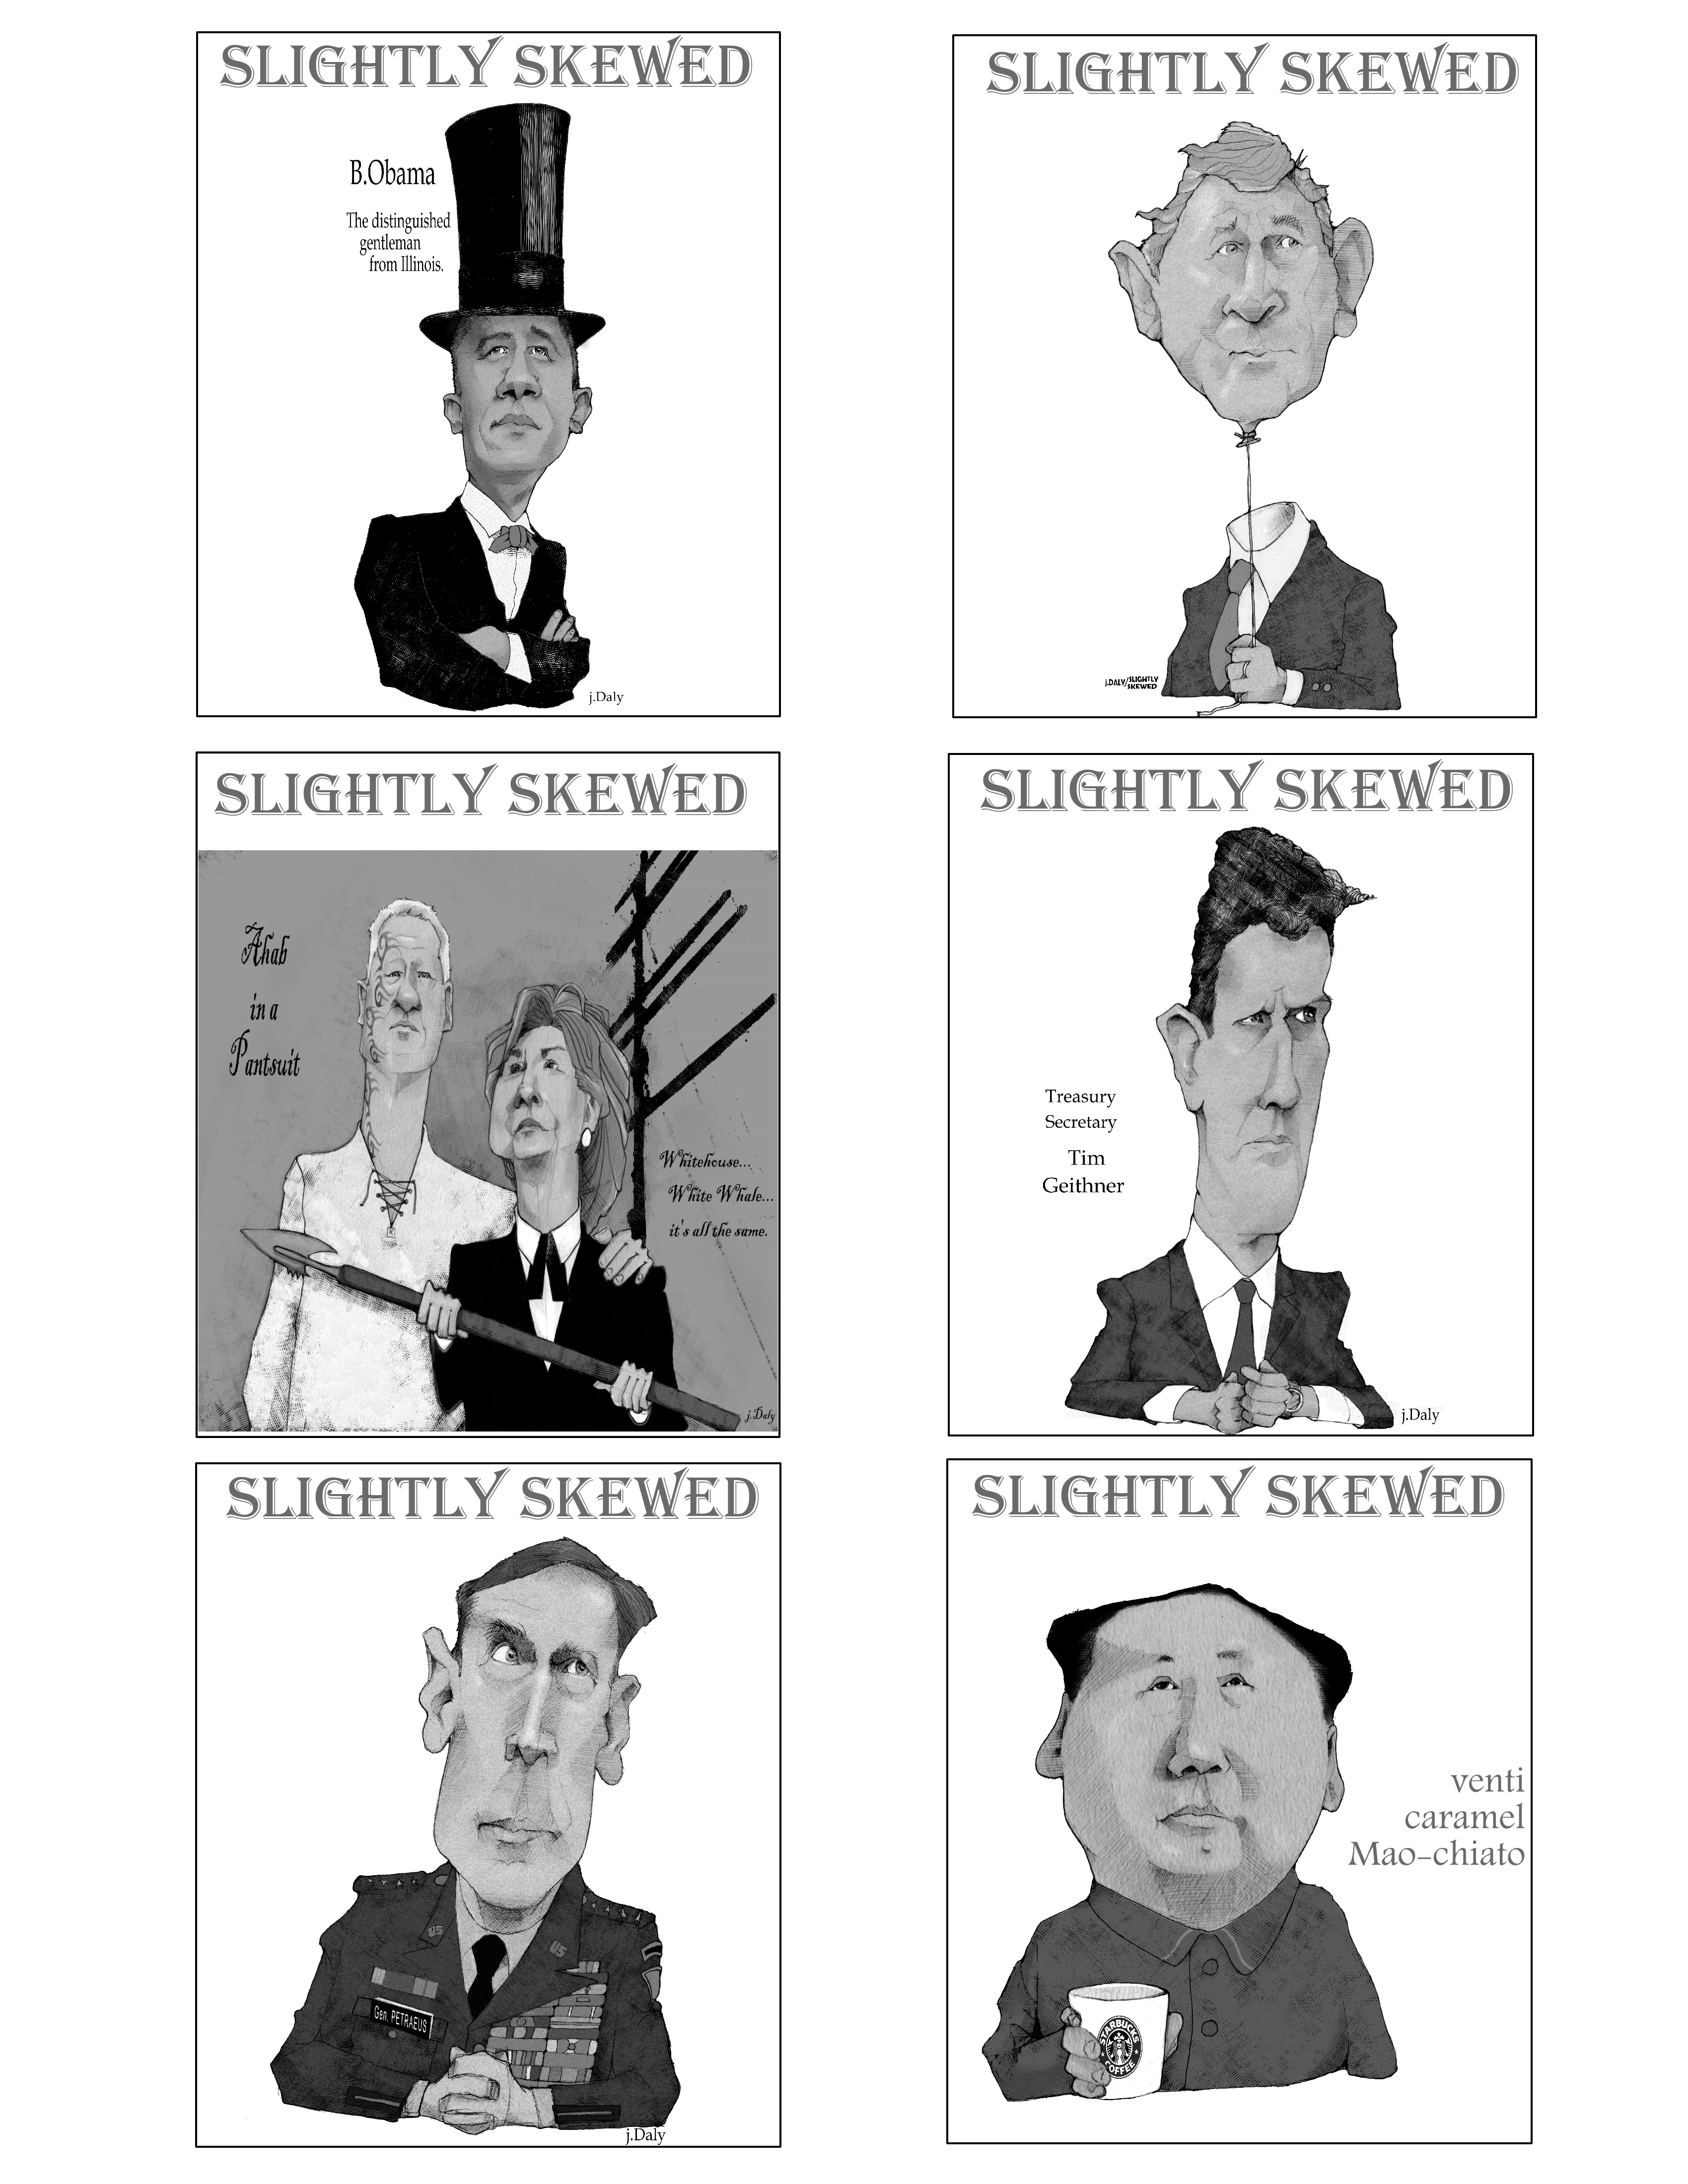 SLIGHTLY SKEWED
B.Obama
The distinguished
gentleman
from Illinois.
j.Daly
SLIGHTLY SKEWED
J.DALY/SLIGHTLY
SKEWED
SLIGHTLY SKEWED
Ahab
in a
Pantsuit
Whitehouse...
White Whale...
it's all the same.
j.Daly
SLIGHTLY SKEWED
Treasury
Secretary
Tim
Geithner
j.Daly
SLIGHTLY SKEWED
US
US
Gen. PETRAEUS
j.Daly
SLIGHTLY SKEWED
venti
caramel
Mao-chiato
STARBUCKS
COFFEE